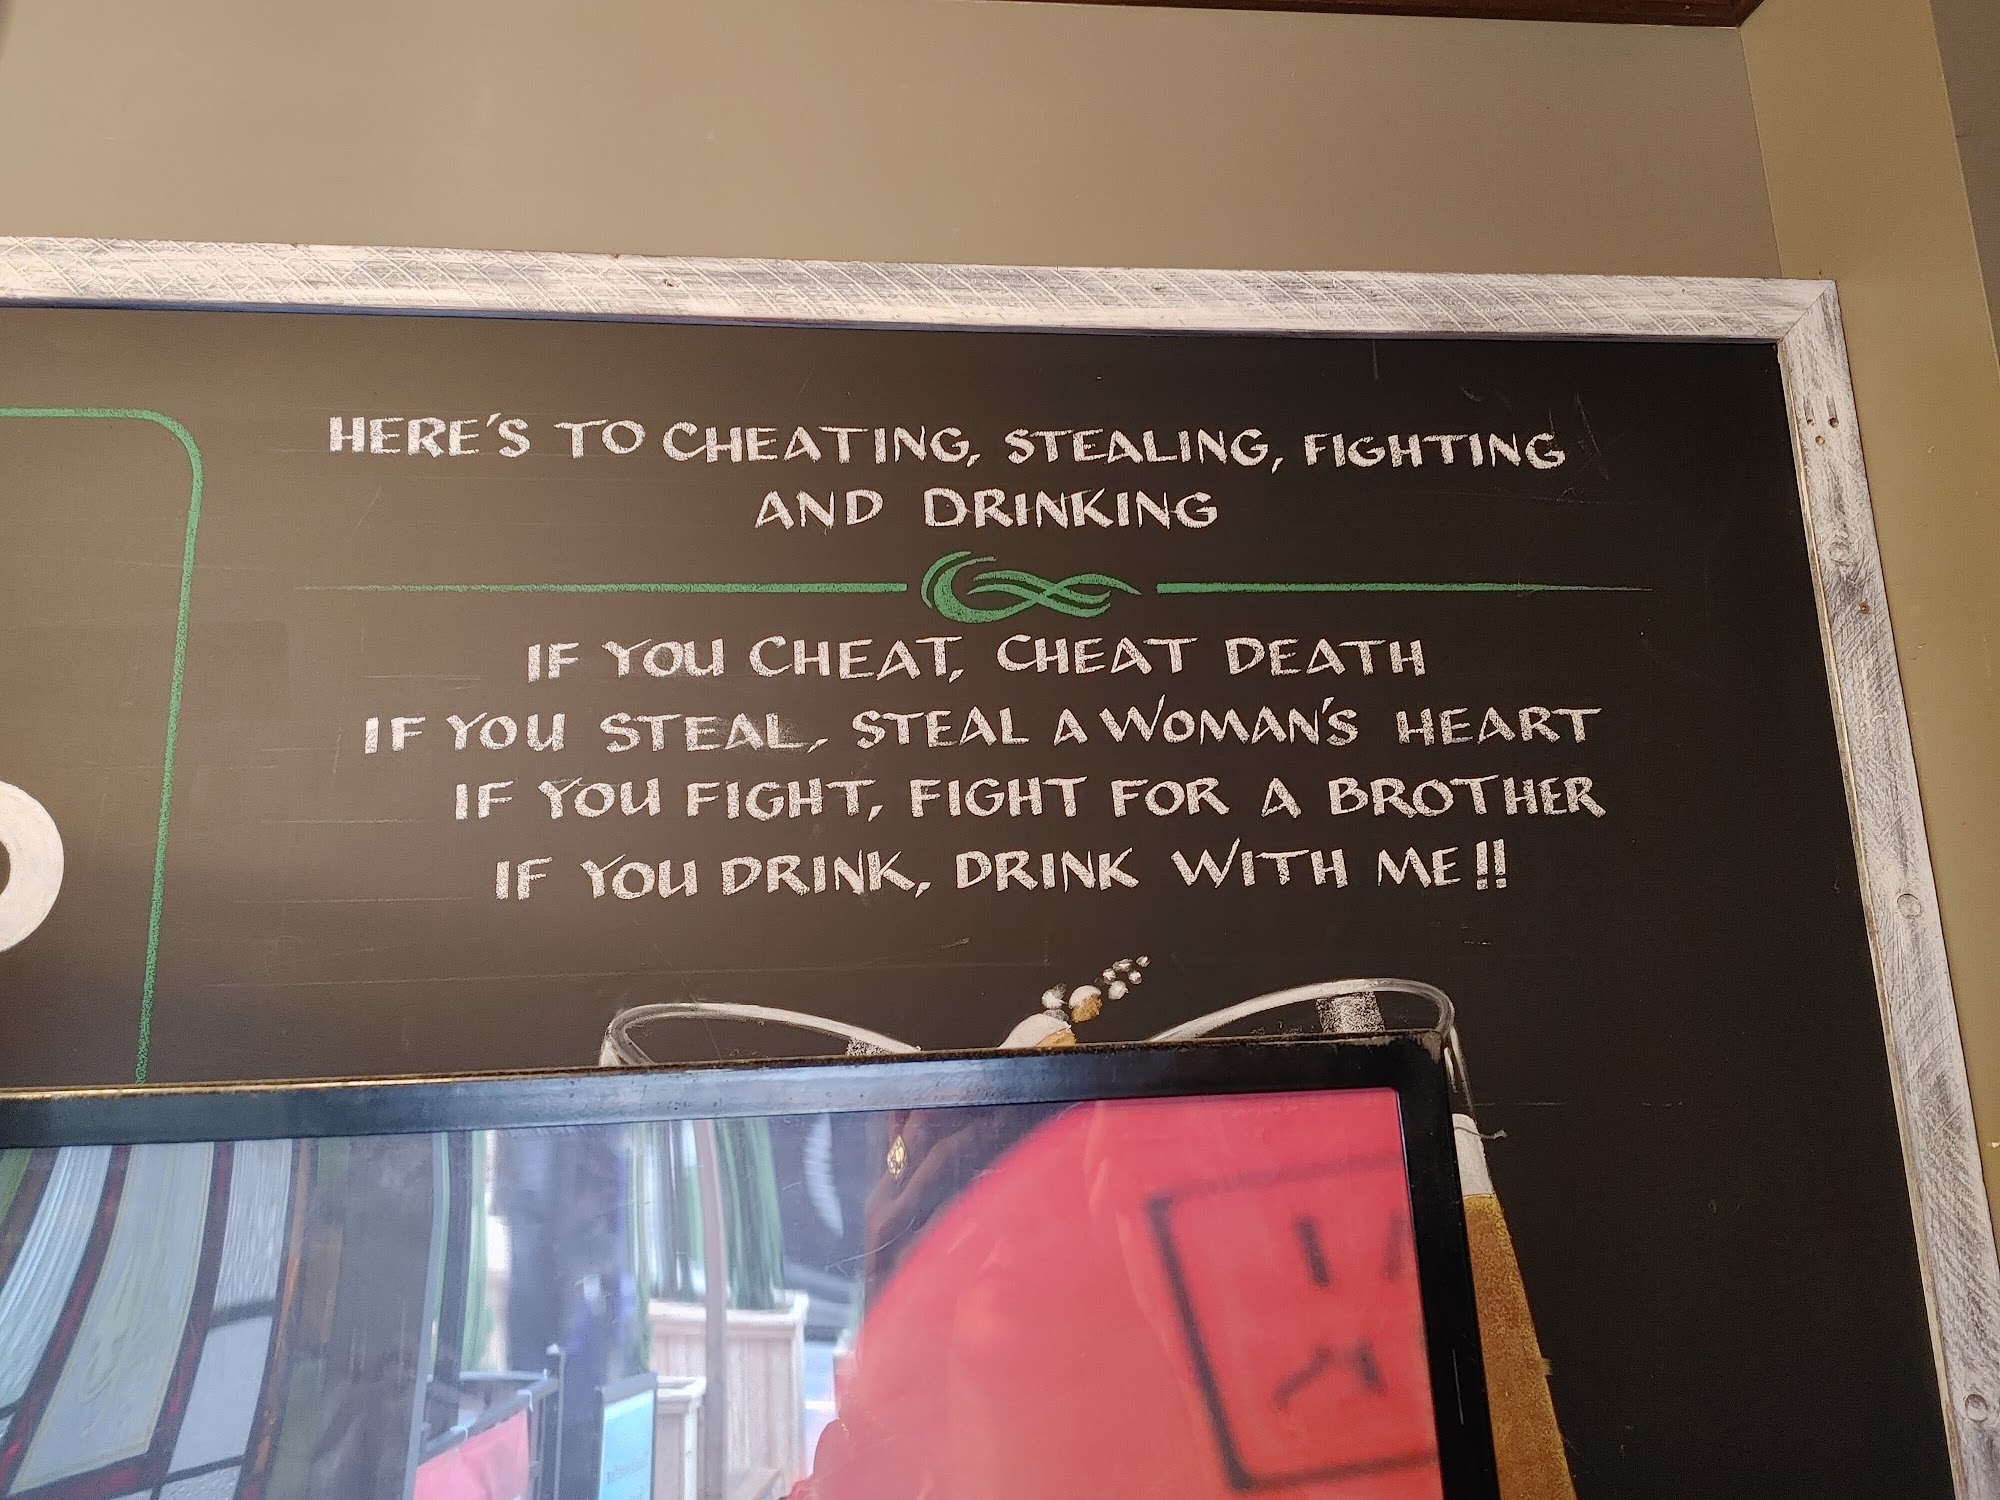 HERE'S TO CHEATING, STEALING, FIGHTING
AND DRINKING
IF YOU CHEAT, CHEAT DEATH
IF YOU STEAL, STEAL A WOMAN'S HEART
IF YOU FIGHT, FIGHT FOR A BROTHER
IF YOU DRINK, DRINK WITH ME!!